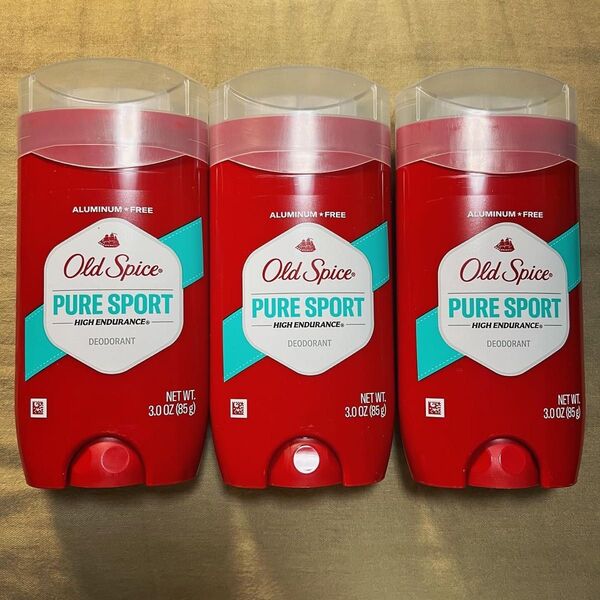 ALUMINUM★FREE
Old Spice®
PURE SPORT
HIGH ENDURANCE®
DEODORANT
NET WT.
3.0 OZ (85 g)
ALUMINUM★FREE
Old Spice®
PURE SPORT
HIGH ENDURANCE®
DEODORANT
NET WT.
3.0 OZ (85 g)
ALUMINUM★FREE
Old Spice®
PURE SPORT
HIGH ENDURANCE®
DEODORANT
NET WT.
3.0 OZ (85 g)